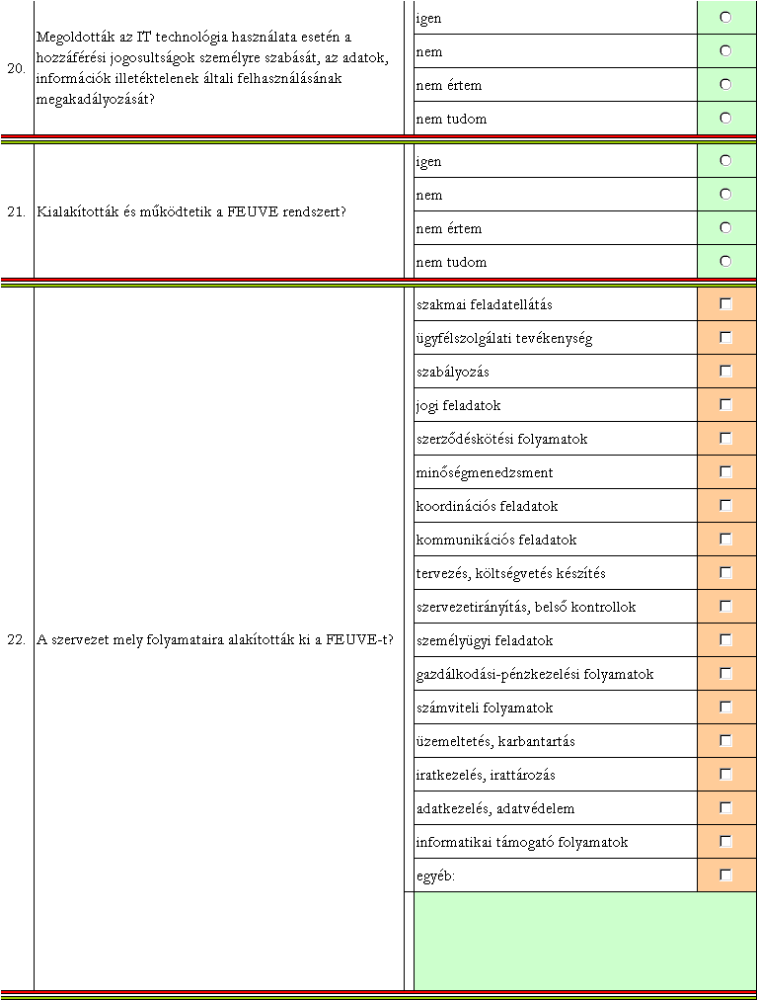 20.
Megoldották az IT technológia használata esetén a
hozzáférési jogosultságok személyre szabását, az adatok,
információk illetéktelenek általi felhasználásának
megakadályozását?
igen
nem
nem értem
nem tudom
21.
Kialakították és működtetik a FEUVE rendszert?
igen
nem
nem értem
nem tudom
22.
A szervezet mely folyamataira alakították ki a FEUVE-t?
szakmai feladatellátás
ügyfélszolgálati tevékenység
szabályozás
jogi feladatok
szerződéskötési folyamatok
minőségmenedzsment
koordinációs feladatok
kommunikációs feladatok
tervezés, költségvetés készítés
szervezetirányítás, belső kontrollok
személyügyi feladatok
gazdálkodási-pénzkezelési folyamatok
számviteli folyamatok
üzemeltetés, karbantartás
iratkezelés, irattározás
adatkezelés, adatvédelem
informatikai támogató folyamatok
egyéb: